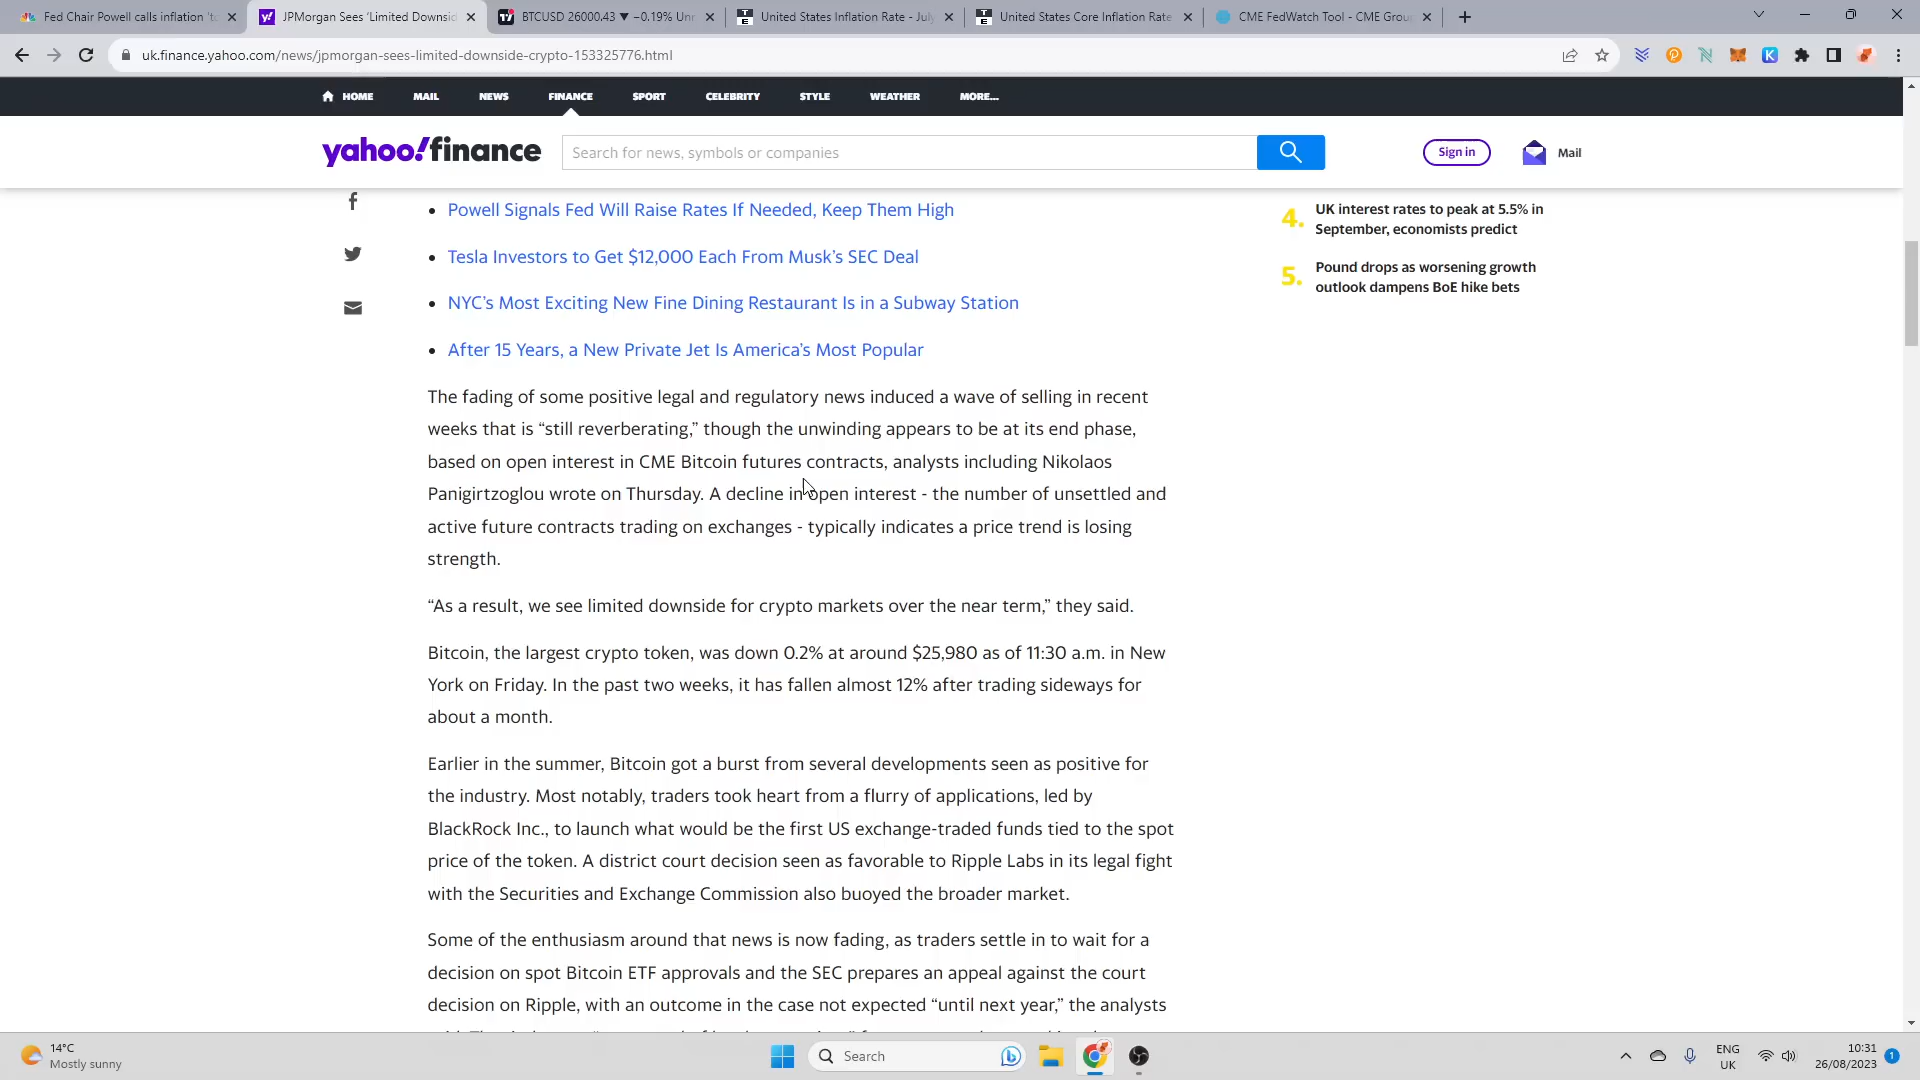 Fed Chair Powell calls inflation 't
JPMorgan Sees 'Limited Downsid
BTCUSD 26000.43 ▼ −0.19% Unr
United States Inflation Rate - July
United States Core Inflation Rate
CME FedWatch Tool - CME Grou
uk.finance.yahoo.com/news/jpmorgan-sees-limited-downside-crypto-153325776.html
HOME MAIL NEWS FINANCE SPORT CELEBRITY STYLE WEATHER MORE...
yahoo!finance
Search for news, symbols or companies
Sign in
Mail
• Powell Signals Fed Will Raise Rates If Needed, Keep Them High
• Tesla Investors to Get $12,000 Each From Musk's SEC Deal
• NYC's Most Exciting New Fine Dining Restaurant Is in a Subway Station
• After 15 Years, a New Private Jet Is America's Most Popular
4. UK interest rates to peak at 5.5% in
September, economists predict
5. Pound drops as worsening growth
outlook dampens BoE hike bets
The fading of some positive legal and regulatory news induced a wave of selling in recent
weeks that is “still reverberating,” though the unwinding appears to be at its end phase,
based on open interest in CME Bitcoin futures contracts, analysts including Nikolaos
Panigirtzoglou wrote on Thursday. A decline in open interest - the number of unsettled and
active future contracts trading on exchanges - typically indicates a price trend is losing
strength.
“As a result, we see limited downside for crypto markets over the near term,” they said.
Bitcoin, the largest crypto token, was down 0.2% at around $25,980 as of 11:30 a.m. in New
York on Friday. In the past two weeks, it has fallen almost 12% after trading sideways for
about a month.
Earlier in the summer, Bitcoin got a burst from several developments seen as positive for
the industry. Most notably, traders took heart from a flurry of applications, led by
BlackRock Inc., to launch what would be the first US exchange-traded funds tied to the spot
price of the token. A district court decision seen as favorable to Ripple Labs in its legal fight
with the Securities and Exchange Commission also buoyed the broader market.
Some of the enthusiasm around that news is now fading, as traders settle in to wait for a
decision on spot Bitcoin ETF approvals and the SEC prepares an appeal against the court
decision on Ripple, with an outcome in the case not expected “until next year,” the analysts
14°C
Mostly sunny
Search
ENG
UK
10:31
26/08/2023
1